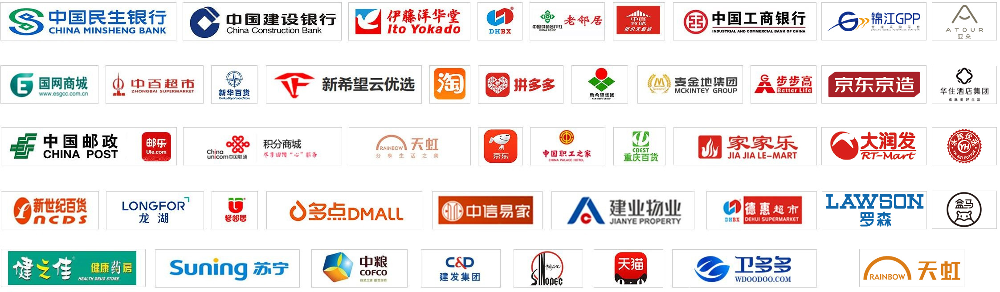 中国民生银行
CHINA MINSHENG BANK
中国建设银行
China Construction Bank
伊藤洋华堂
Ito Yokado
®
DHBX
中国供销合作社
CHINA CO-OP
老邻居
中百仓储
低价无假货
中国工商银行
INDUSTRIAL AND COMMERCIAL BANK OF CHINA
锦江GPP
全球采购平台
JINJIANG GLOBAL PURCHASING PLATFORM
ATOUR
亚朵
国网商城
www.esgcc.com.cn
中百超市
ZHONGBAI SUPERMARKET
新华百货
XinHua Department Store
新希望云优选
淘
拼
拼多多
新希望集团
NEW HOPE GROUP
MCKINTEY
麦金地集团
MCKINTEY GROUP
步步高
Better Life
京东京造
华住酒店集团
成就美好生活
中国邮政
CHINA POST
邮乐
Ule.com
China
unicom中国联通
积分商城
尽享回馈“心”服务
RAINBOW
天虹
分享生活之美
京东
中国职工之家
CHINA PALACE HOTEL
CBEST
重庆百货
家家乐
JIA JIA LE-MART
大润发
RT-Mart
永辉优选
YH
YH SELECTION
新世纪百货
ncds
LONGFOR
龙湖
®
老邻居
多点DMALL
中信易家
建业物业
JIANYE PROPERTY
DHBX
德惠超市
DEHUI SUPERMARKET
LAWSON
罗森
盒马
健之佳
健康药房
HEALTH DRUG STORE
Suning 苏宁
中粮
COFCO
自然之源 重塑你我
C&D
建发集团
中国石化
SINOPEC
天猫
卫多多
WDOODOO.COM
RAINBOW
天虹